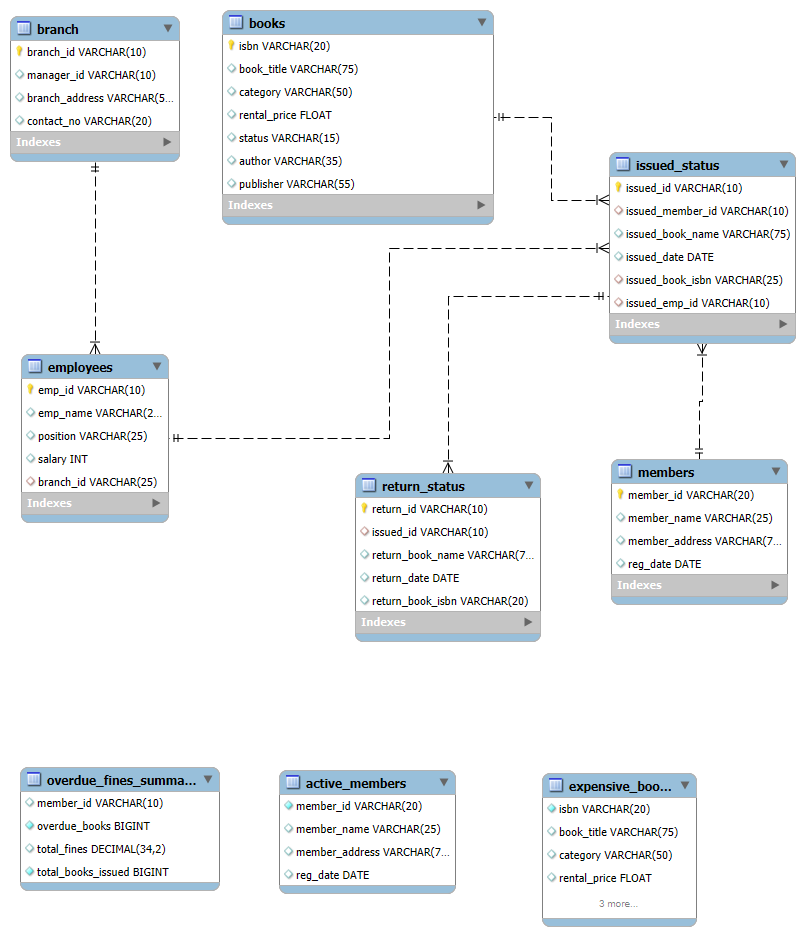 branch
branch_id VARCHAR(10)
manager_id VARCHAR(10)
branch_address VARCHAR(5...
contact_no VARCHAR(20)
Indexes
books
isbn VARCHAR(20)
book_title VARCHAR(75)
category VARCHAR(50)
rental_price FLOAT
status VARCHAR(15)
author VARCHAR(35)
publisher VARCHAR(55)
Indexes
issued_status
issued_id VARCHAR(10)
issued_member_id VARCHAR(10)
issued_book_name VARCHAR(75)
issued_date DATE
issued_book_isbn VARCHAR(25)
issued_emp_id VARCHAR(10)
Indexes
employees
emp_id VARCHAR(10)
emp_name VARCHAR(2...
position VARCHAR(25)
salary INT
branch_id VARCHAR(25)
Indexes
return_status
return_id VARCHAR(10)
issued_id VARCHAR(10)
return_book_name VARCHAR(7...
return_date DATE
return_book_isbn VARCHAR(20)
Indexes
members
member_id VARCHAR(20)
member_name VARCHAR(25)
member_address VARCHAR(7...
reg_date DATE
Indexes
overdue_fines_summa...
member_id VARCHAR(10)
overdue_books BIGINT
total_fines DECIMAL(34,2)
total_books_issued BIGINT
active_members
member_id VARCHAR(20)
member_name VARCHAR(25)
member_address VARCHAR(7...
reg_date DATE
expensive_boo...
isbn VARCHAR(20)
book_title VARCHAR(75)
category VARCHAR(50)
rental_price FLOAT
3 more...